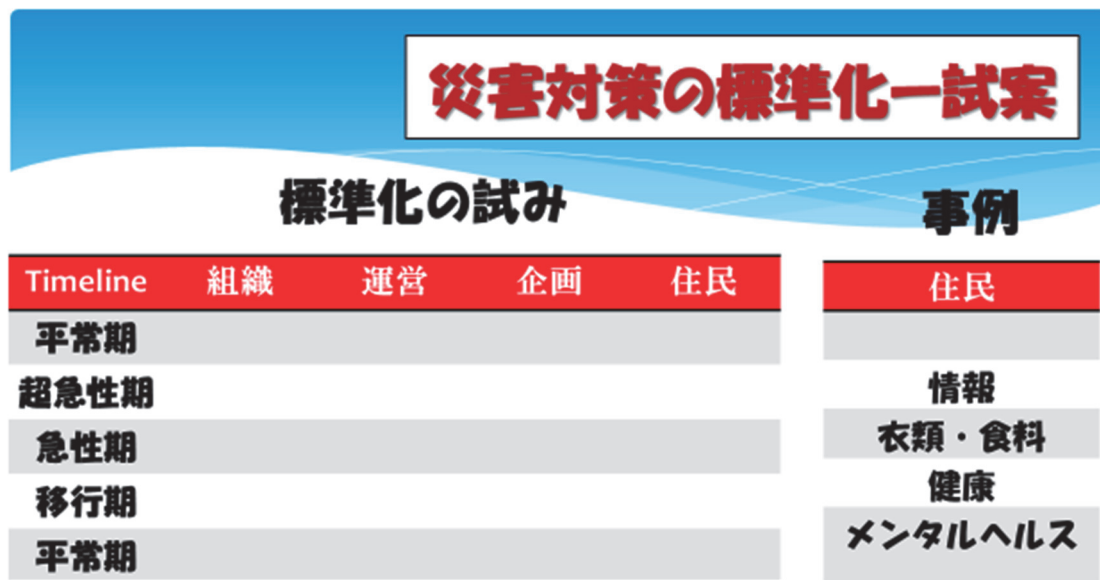 災害対策の標準化ー試案
標準化の試み
Timeline 組織 運営 企画 住民
平常期
超急性期
急性期
移行期
平常期
事例
住民
情報
衣類・食料
健康
メンタルヘルス